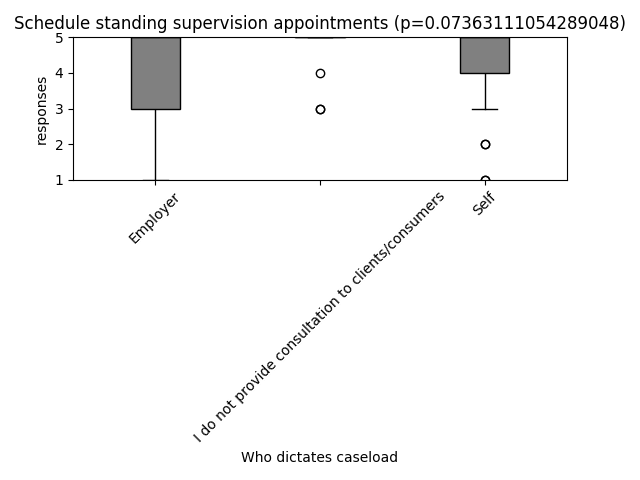 Schedule standing supervision appointments (p=0.07363111054289048)
responses
5
4
3
2
1
Employer
I do not provide consultation to clients/consumers
Self
Who dictates caseload